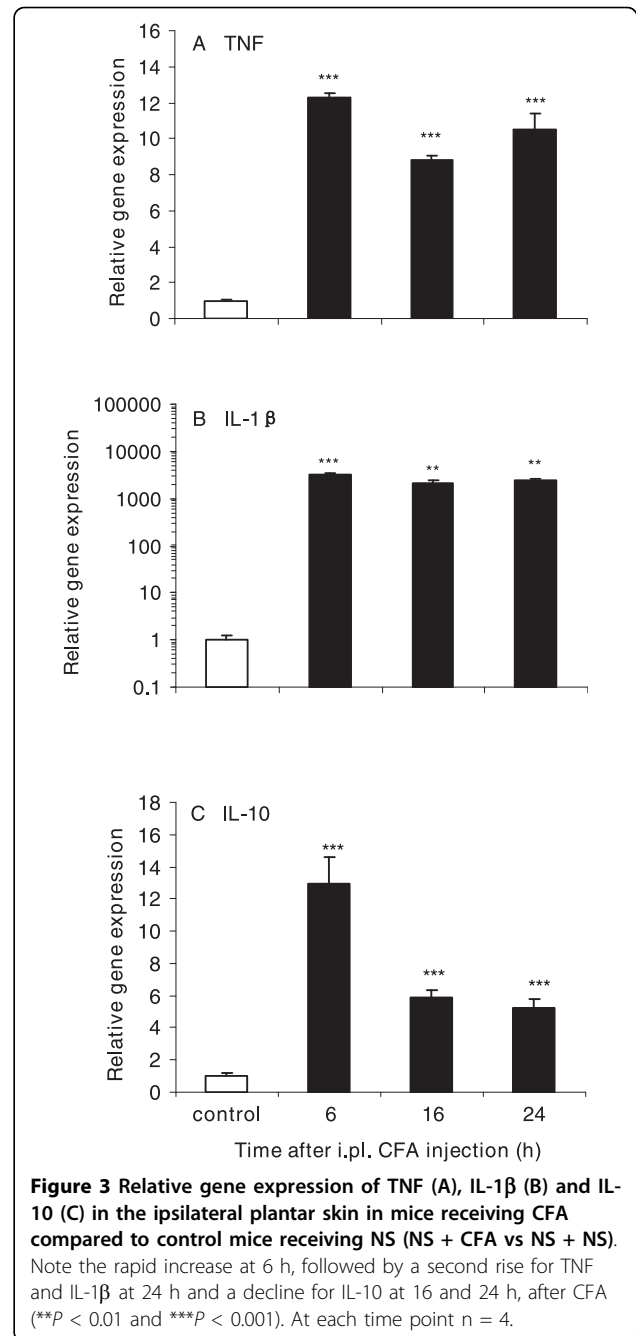 A TNF
Relative gene expression
16
14
12
10
8
6
4
2
0
***
***
***
B IL-1β
Relative gene expression
100000
10000
1000
100
10
1
0.1
***
**
**
C IL-10
Relative gene expression
18
16
14
12
10
8
6
4
2
0
***
***
***
control 6 16 24
Time after i.pl. CFA injection (h)
Figure 3 Relative gene expression of TNF (A), IL-1β (B) and IL-
10 (C) in the ipsilateral plantar skin in mice receiving CFA
compared to control mice receiving NS (NS + CFA vs NS + NS).
Note the rapid increase at 6 h, followed by a second rise for TNF
and IL-1β at 24 h and a decline for IL-10 at 16 and 24 h, after CFA
(**P < 0.01 and ***P < 0.001). At each time point n = 4.